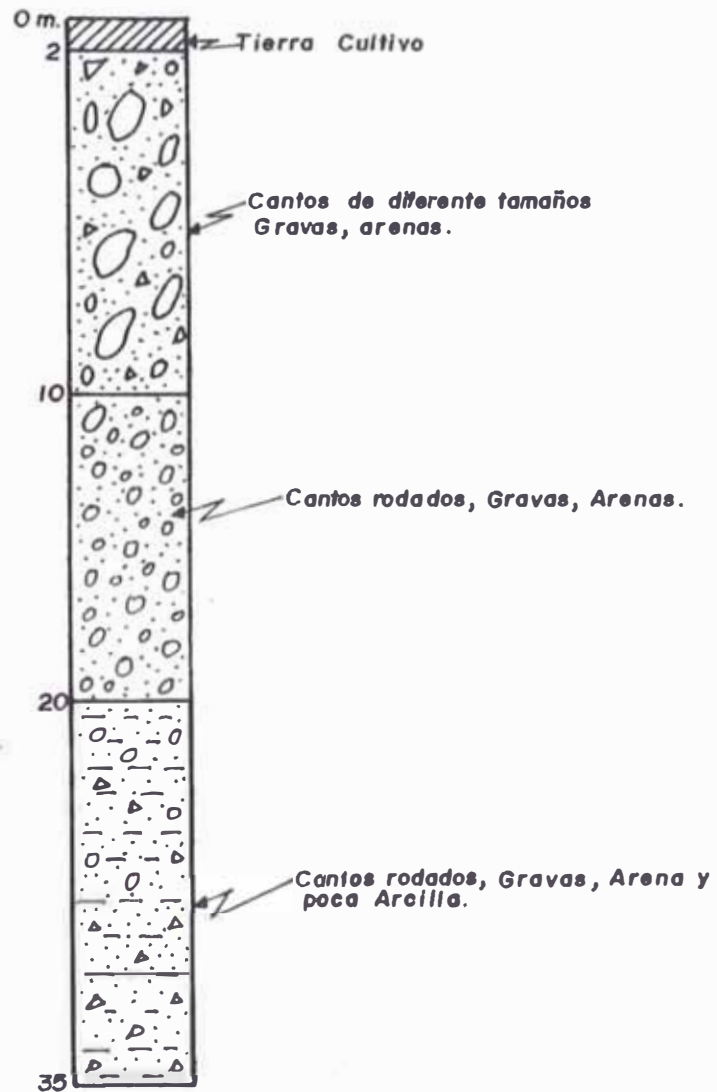 0 m.
Tierra Cultivo
2
Cantos de diferente tamaños
Gravas, arenas.
10
Cantos rodados, Gravas, Arenas.
20
Cantos rodados, Gravas, Arena y
poca Arcilla.
35